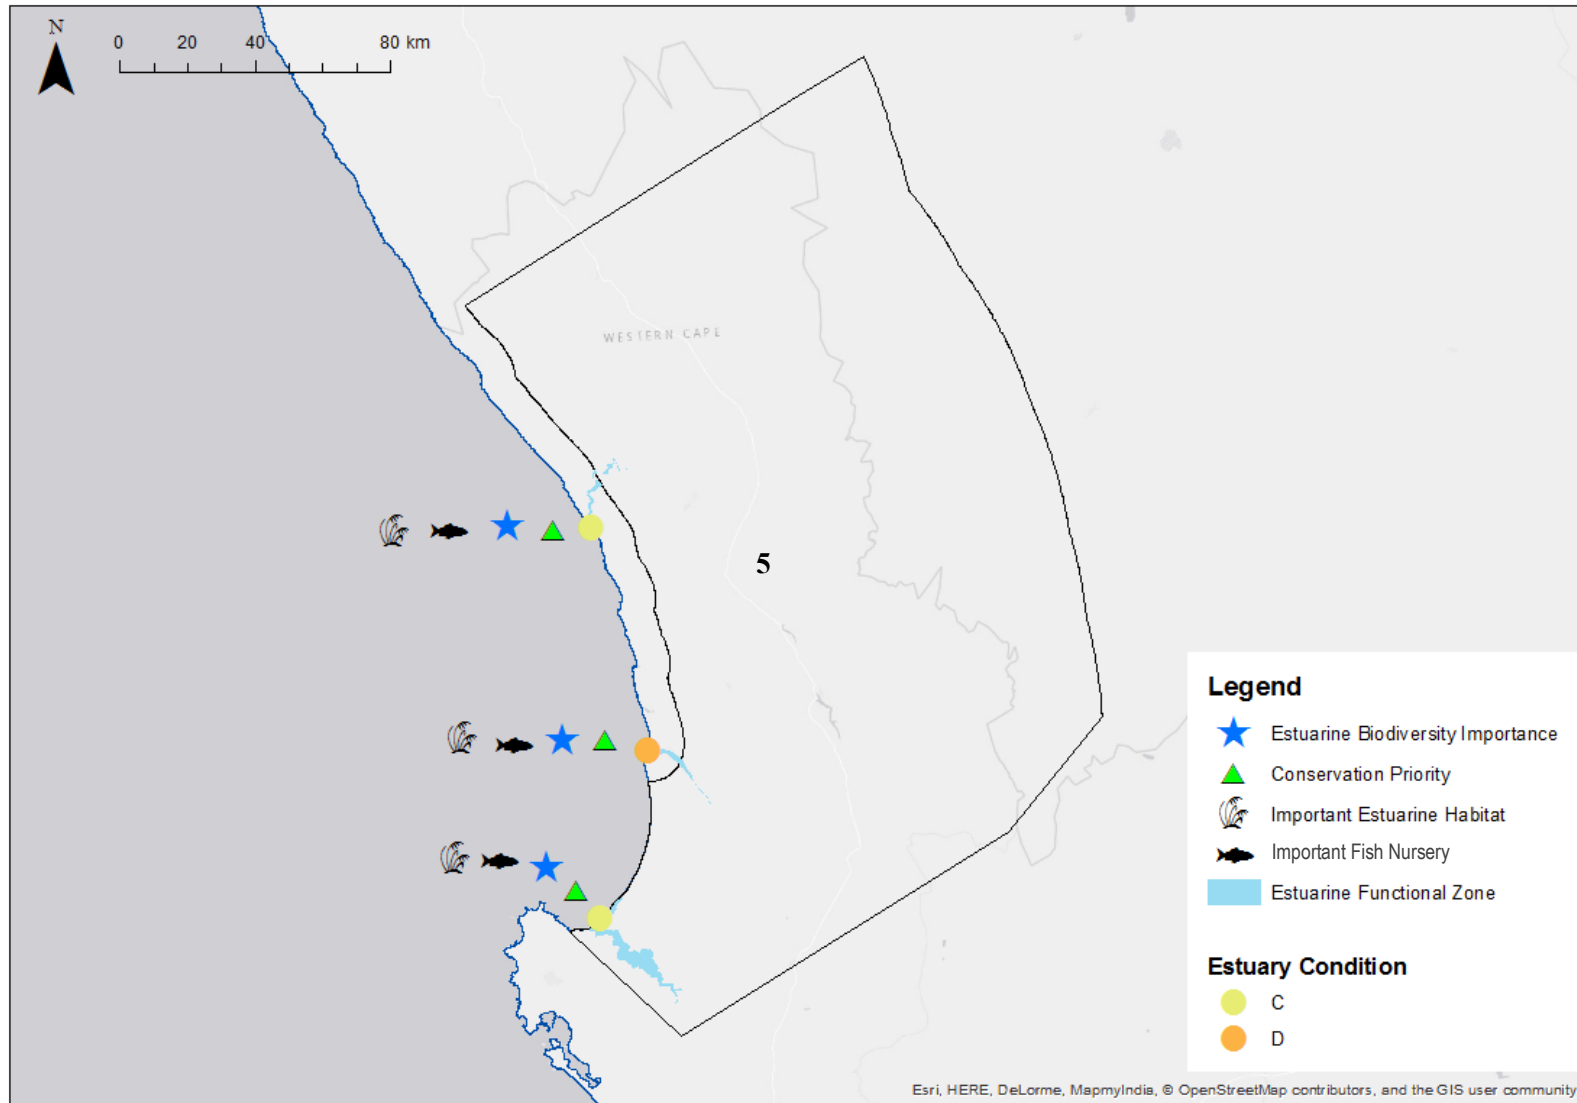 N
0 20 40 80 km
WESTERN CAPE
5
Legend
Estuarine Biodiversity Importance
Conservation Priority
Important Estuarine Habitat
Important Fish Nursery
Estuarine Functional Zone
Estuary Condition
C
D
Esri, HERE, DeLorme, MapmyIndia, © OpenStreetMap contributors, and the GIS user community